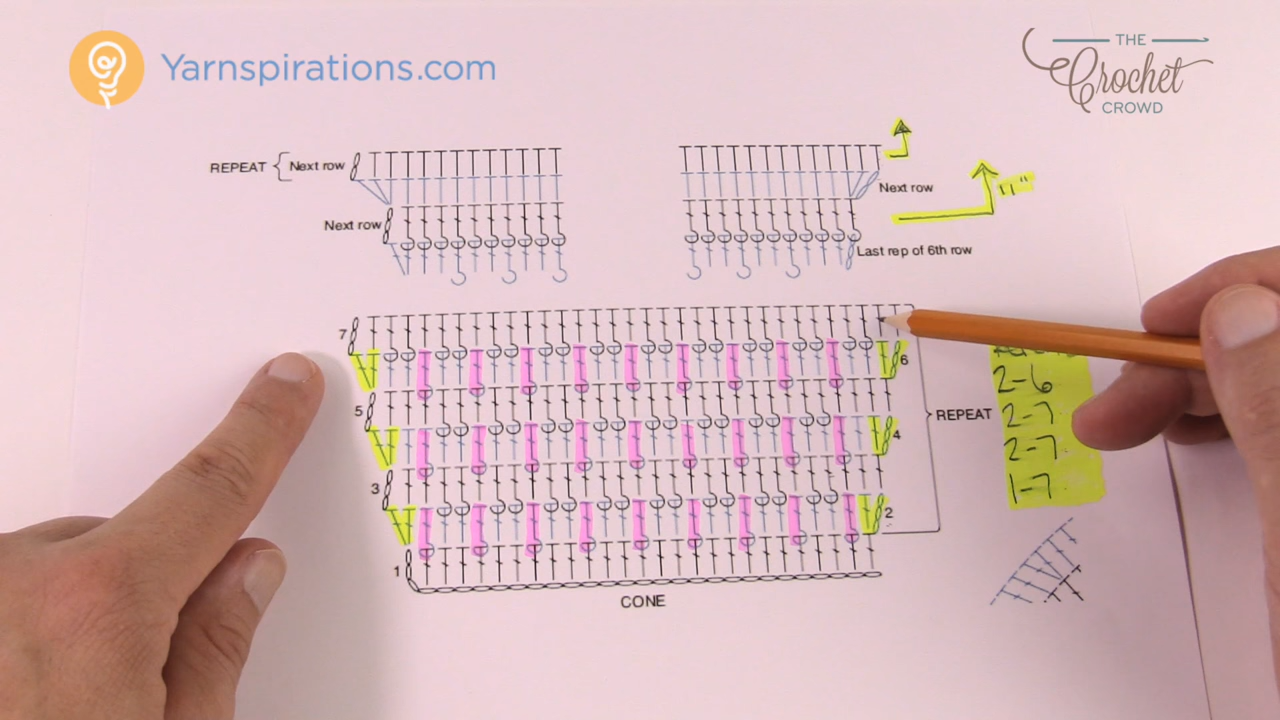 Yarnspirations.com
THE
Crochet
CROWD
REPEAT { Next row
Next row
11"
Next row
Last rep of 6th row
7
6
5
REPEAT
4
3
2
1
CONE
2-6
2-7
2-7
1-7